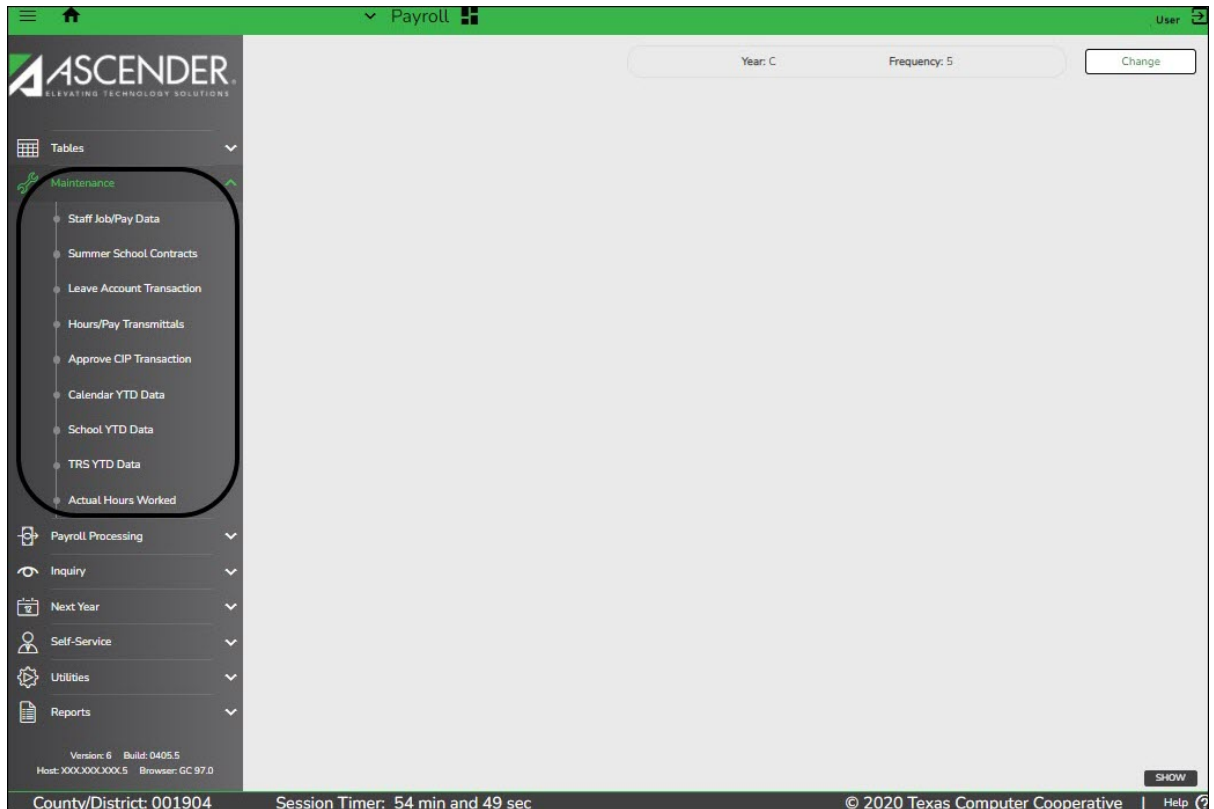 Payroll
User
ASCENDER.
ELEVATING TECHNOLOGY SOLUTIONS
Year: C
Frequency: 5
Change
Tables
Maintenance
Staff Job/Pay Data
Summer School Contracts
Leave Account Transaction
Hours/Pay Transmittals
Approve CIP Transaction
Calendar YTD Data
School YTD Data
TRS YTD Data
Actual Hours Worked
Payroll Processing
Inquiry
12
Next Year
Self-Service
Utilities
Reports
Version: 6 Build: 0405.5
Host: XXX.XXX.XXX.5 Browser: GC 97.0
SHOW
County/District: 001904
Session Timer: 54 min and 49 sec
© 2020 Texas Computer Cooperative | Help ?